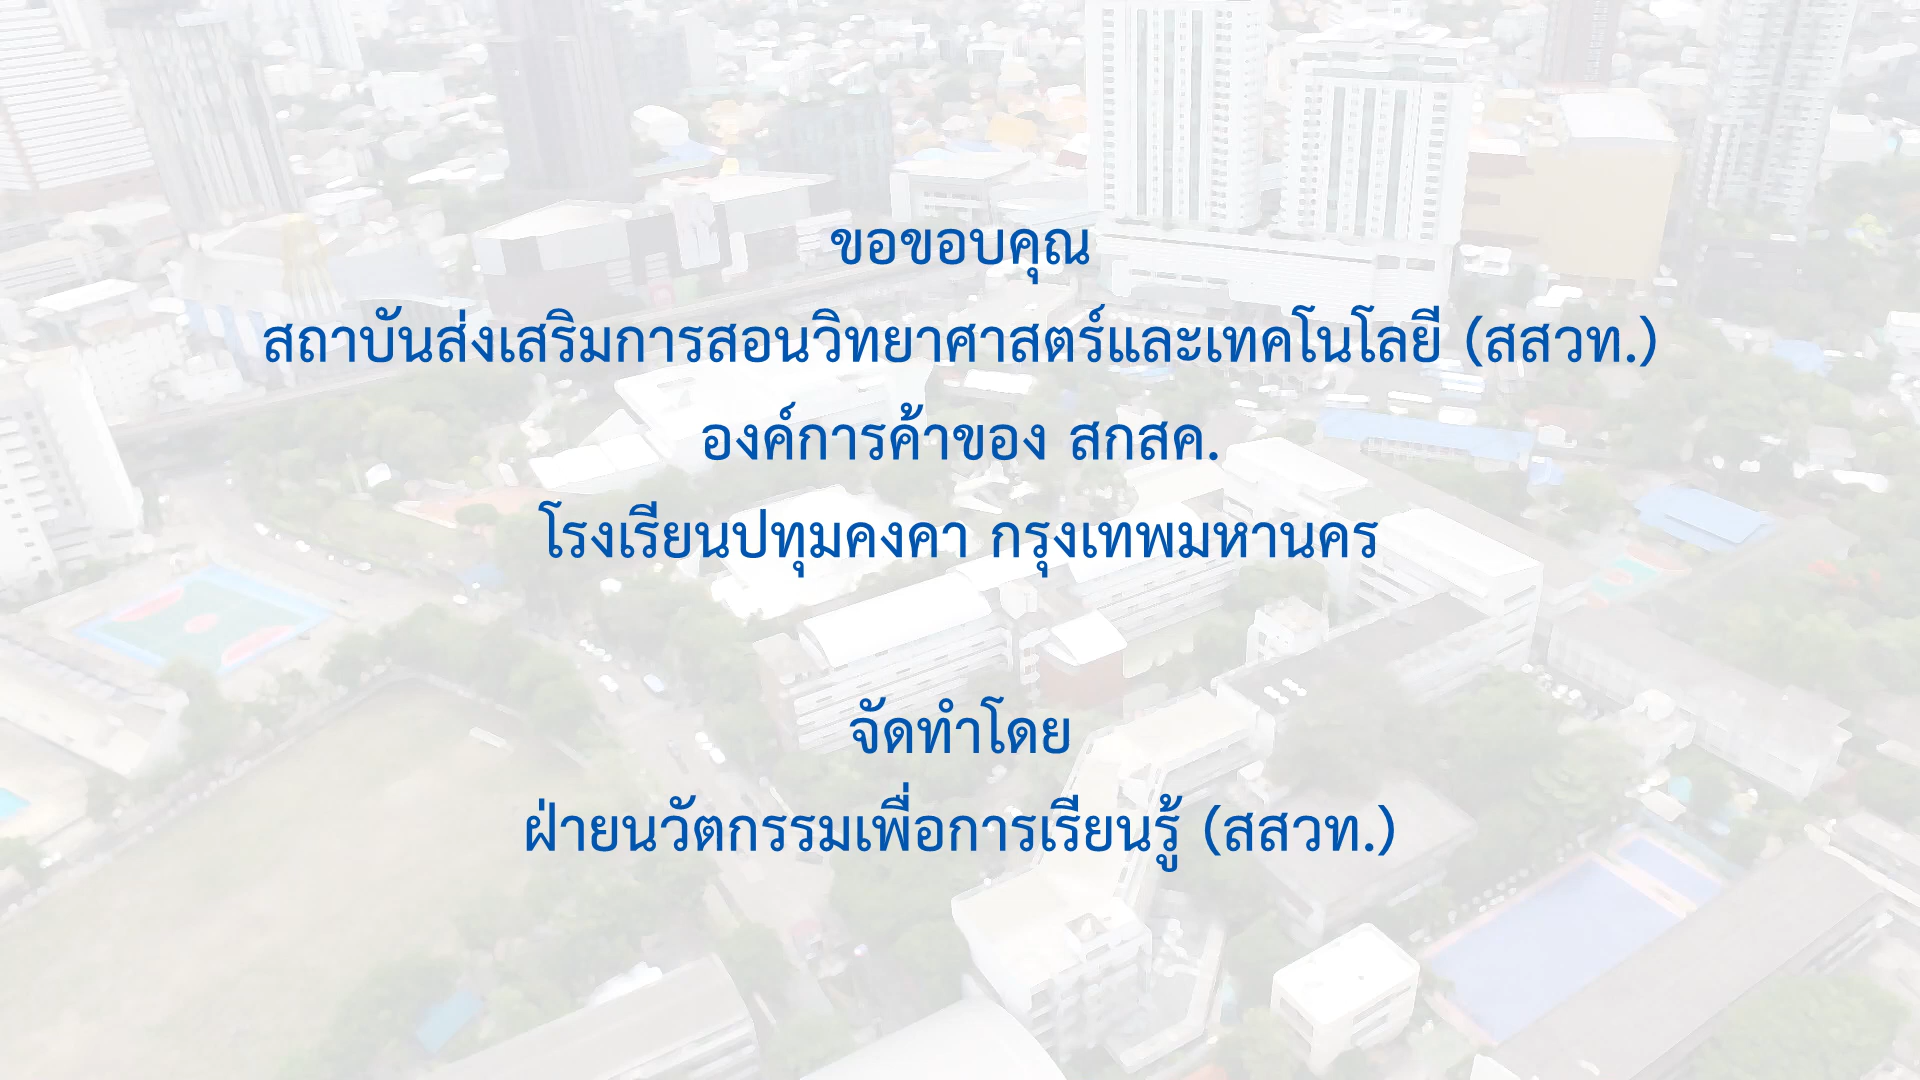 ขอขอบคุณ
สถาบันส่งเสริมการสอนวิทยาศาสตร์และเทคโนโลยี (สสวท.)
องค์การค้าของ สกสค.
โรงเรียนปทุมคงคา กรุงเทพมหานคร
จัดทำโดย
ฝ่ายนวัตกรรมเพื่อการเรียนรู้ (สสวท.)